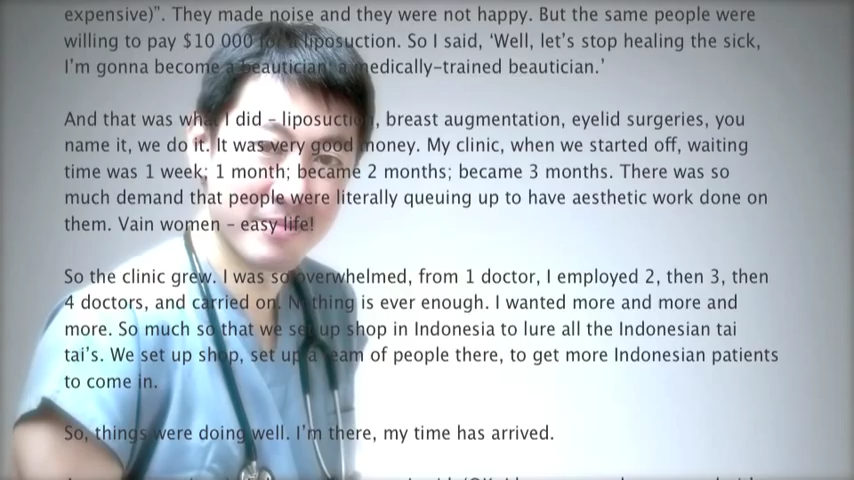 expensive)”. They made noise and they were not happy. But the same people were
willing to pay $10 000 for a liposuction. So I said, ‘Well, let’s stop healing the sick,
I’m gonna become a beautician; a medically-trained beautician.’
And that was what I did – liposuction, breast augmentation, eyelid surgeries, you
name it, we do it. It was very good money. My clinic, when we started off, waiting
time was 1 week; 1 month; became 2 months; became 3 months. There was so
much demand that people were literally queuing up to have aesthetic work done on
them. Vain women – easy life!
So the clinic grew. I was so overwhelmed, from 1 doctor, I employed 2, then 3, then
4 doctors, and carried on. Nothing is ever enough. I wanted more and more and
more. So much so that we set up shop in Indonesia to lure all the Indonesian tai
tai’s. We set up shop, set up a team of people there, to get more Indonesian patients
to come in.
So, things were doing well. I’m there, my time has arrived.